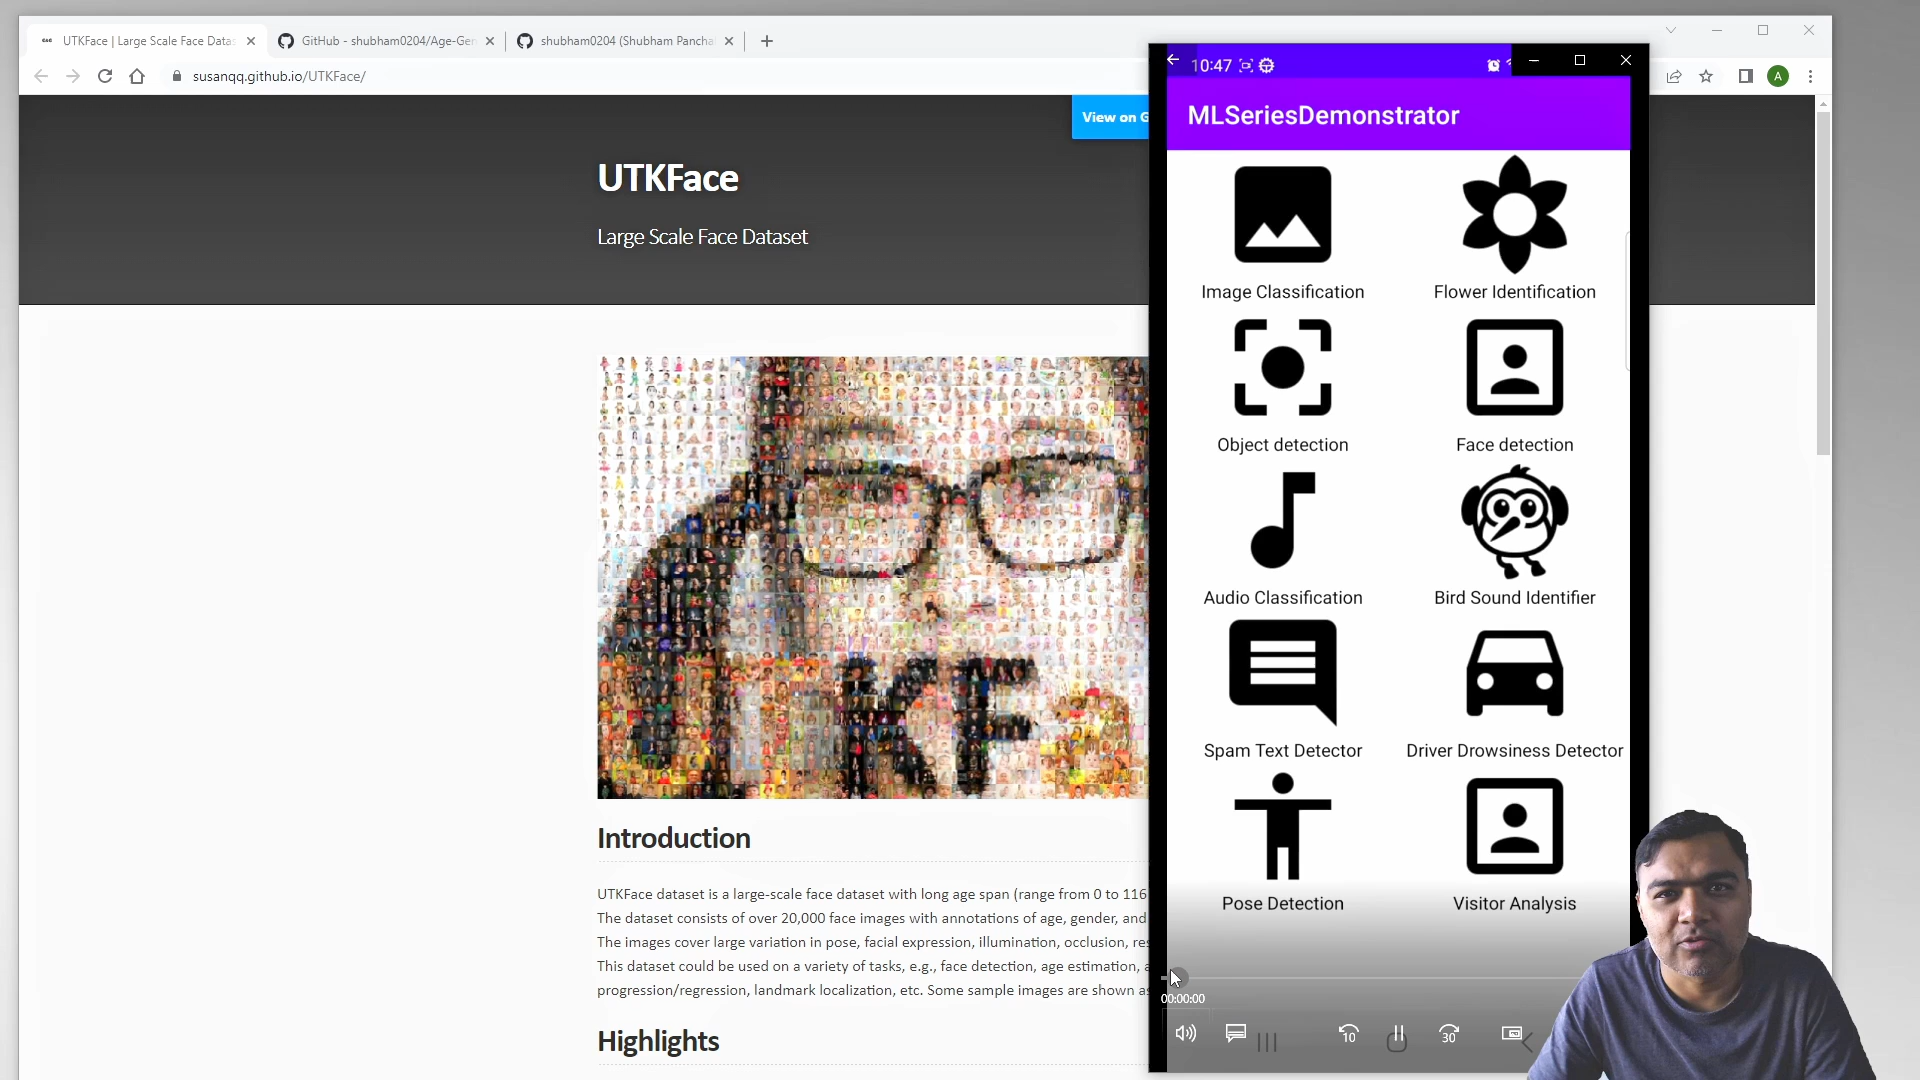 UTKFace | Large Scale Face Datas
GitHub - shubham0204/Age-Gen
shubham0204 (Shubham Panchal
susanqq.github.io/UTKFace/
A
View on G
UTKFace
Large Scale Face Dataset
Introduction
UTKFace dataset is a large-scale face dataset with long age span (range from 0 to 116
The dataset consists of over 20,000 face images with annotations of age, gender, and
The images cover large variation in pose, facial expression, illumination, occlusion, res
This dataset could be used on a variety of tasks, e.g., face detection, age estimation, a
progression/regression, landmark localization, etc. Some sample images are shown as
Highlights
10:47
MLSeriesDemonstrator
Image Classification
Flower Identification
Object detection
Face detection
Audio Classification
Bird Sound Identifier
Spam Text Detector
Driver Drowsiness Detector
Pose Detection
Visitor Analysis
00:00:00
10
30